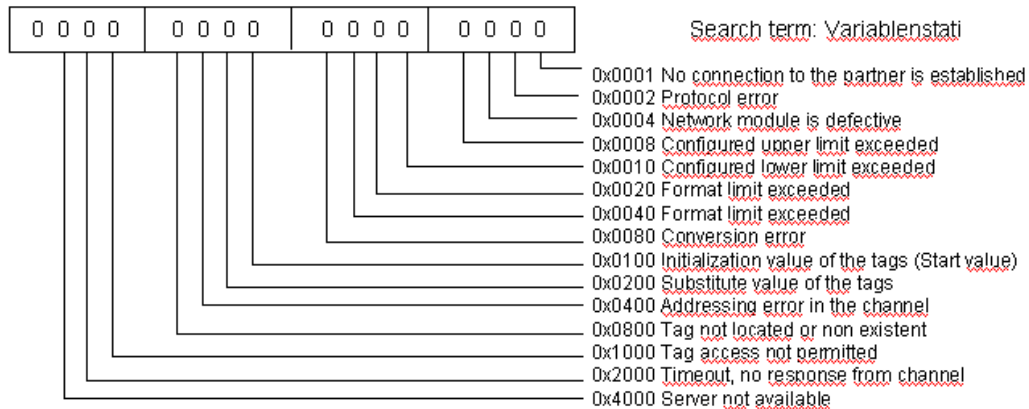 0 0 0 0 0 0 0 0 0 0 0 0 0 0 0 0
Search term: Variablenstati
0x0001 No connection to the partner is established
0x0002 Protocol error
0x0004 Network module is defective
0x0008 Configured upper limit exceeded
0x0010 Configured lower limit exceeded
0x0020 Format limit exceeded
0x0040 Format limit exceeded
0x0080 Conversion error
0x0100 Initialization value of the tags (Start value)
0x0200 Substitute value of the tags
0x0400 Addressing error in the channel
0x0800 Tag not located or non existent
0x1000 Tag access not permitted
0x2000 Timeout, no response from channel
0x4000 Server not available